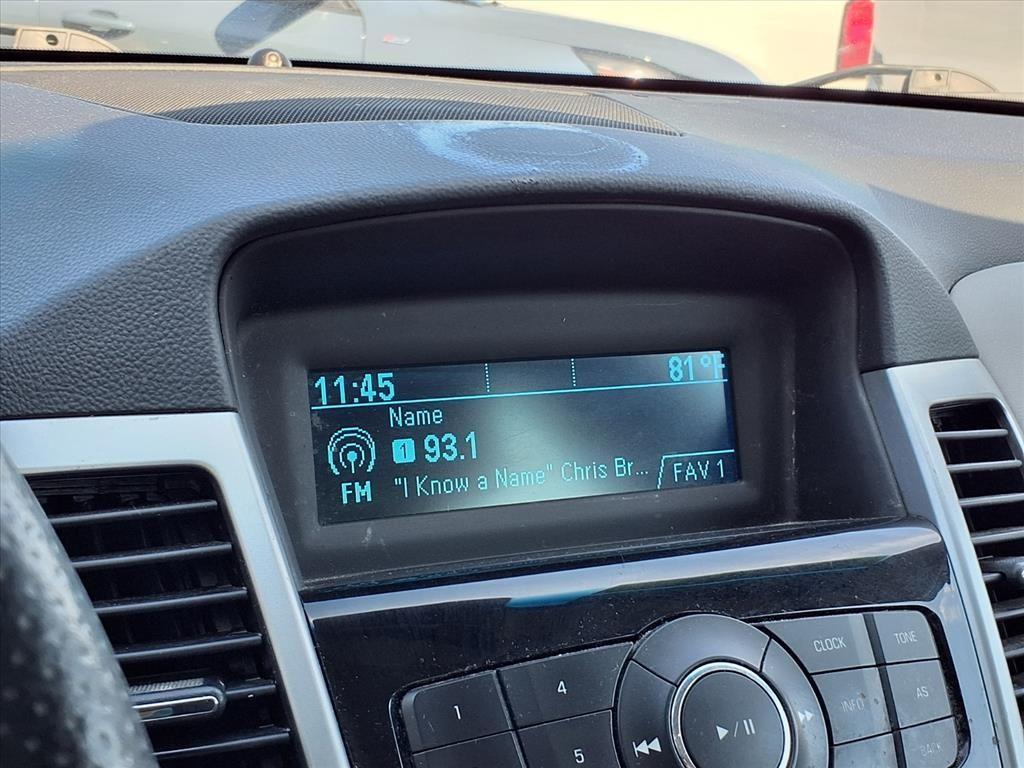 11:45 81°F
Name
1 93.1
FM "I Know a Name" Chris Br... FAV 1
CLOCK TONE
1 4 INFO AS
5 BACK